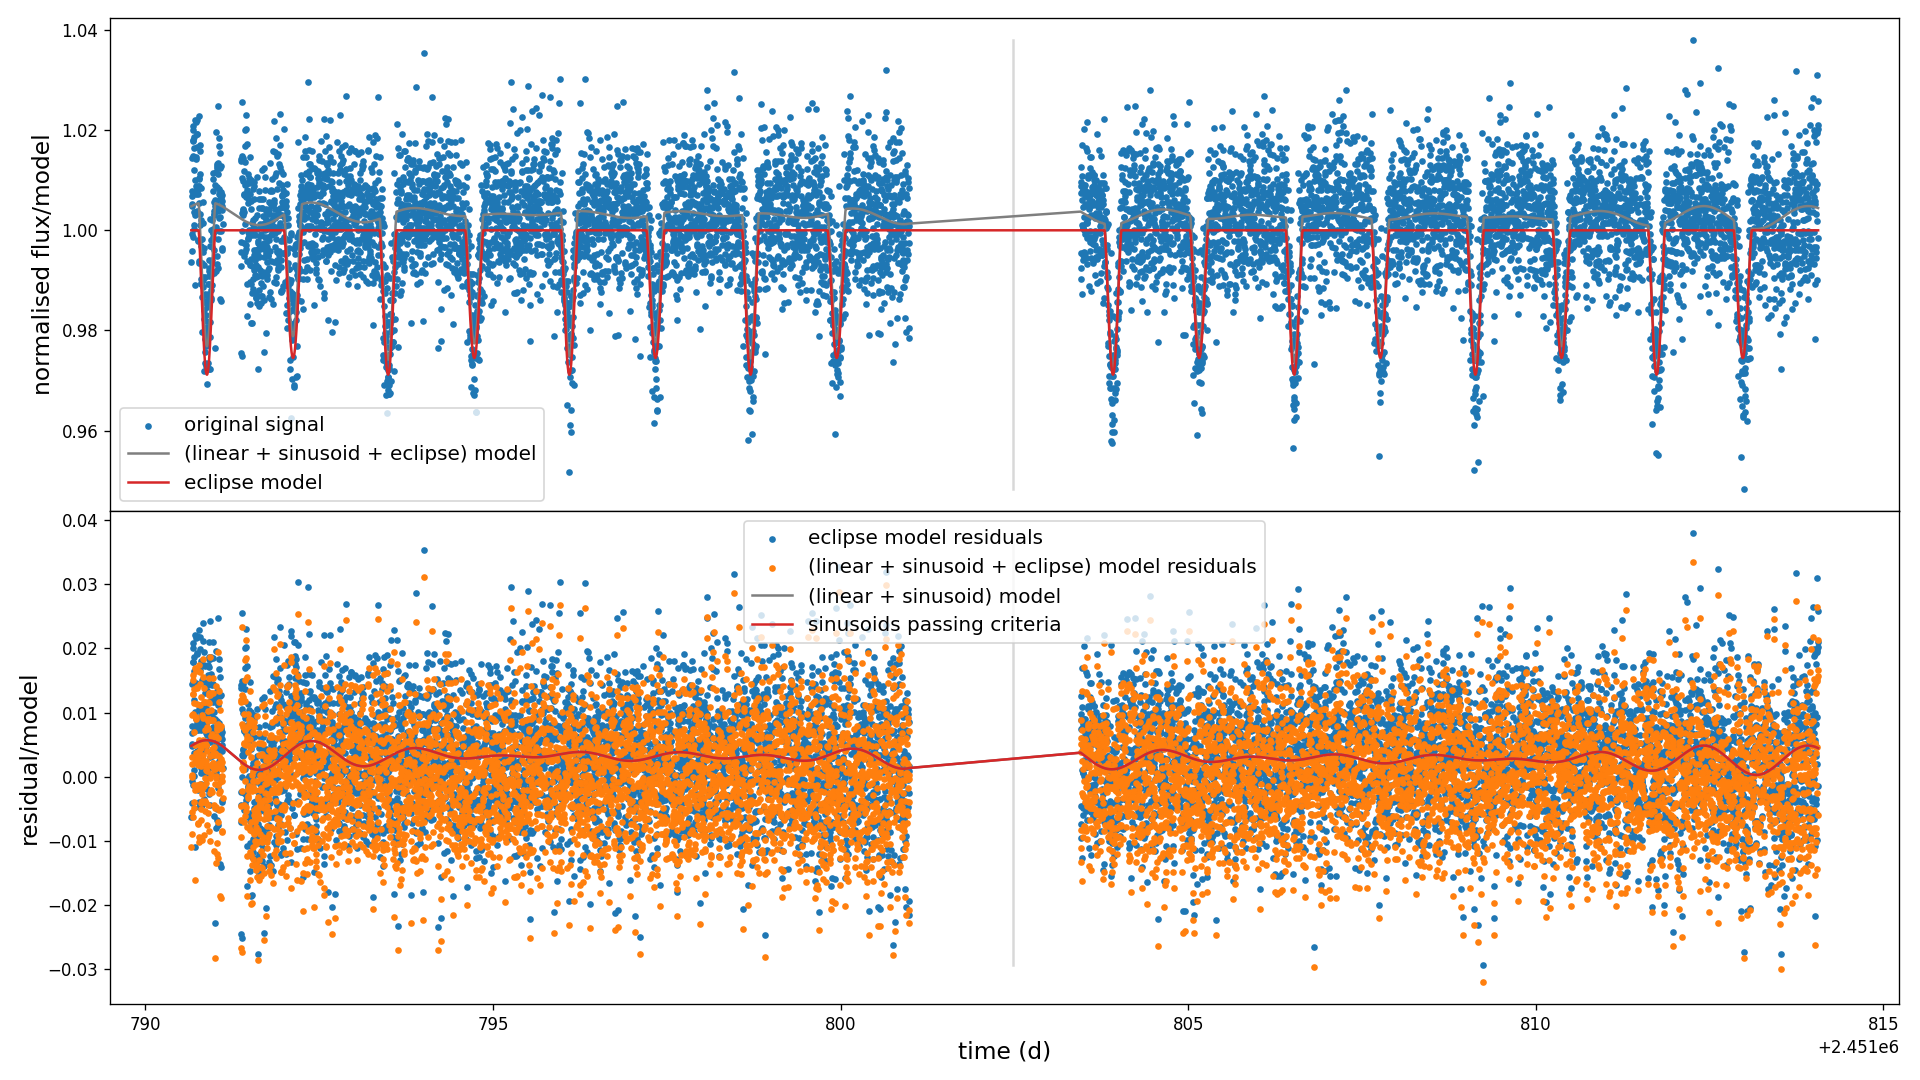 1.04
1.02
1.00
0.98
0.96
normalised flux/model
original signal
(linear + sinusoid + eclipse) model
eclipse model
0.04
0.03
0.02
0.01
0.00
−0.01
−0.02
−0.03
residual/model
eclipse model residuals
(linear + sinusoid + eclipse) model residuals
(linear + sinusoid) model
sinusoids passing criteria
790
795
800
805
810
815
time (d)
+2.451e6